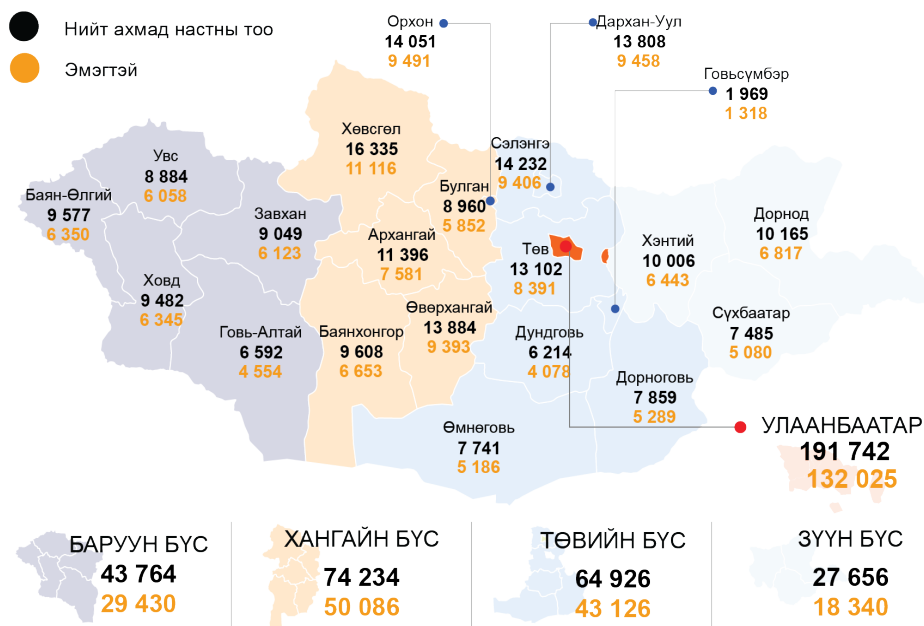 Нийт ахмад настны тоо
Эмэгтэй
Орхон
14 051
9 491
Дархан-Уул
13 808
9 458
Говьсүмбэр
1 969
1 318
Хөвсгөл
16 335
11 116
Сэлэнгэ
14 232
9 406
Увс
8 884
6 058
Баян-Өлгий
9 577
6 350
Булган
8 960
5 852
Завхан
9 049
6 123
Архангай
11 396
7 581
Төв
13 102
8 391
Хэнтий
10 006
6 443
Дорнод
10 165
6 817
Ховд
9 482
6 345
Өвөрхангай
13 884
9 393
Сүхбаатар
7 485
5 080
Говь-Алтай
6 592
4 554
Баянхонгор
9 608
6 653
Дундговь
6 214
4 078
Дорноговь
7 859
5 289
Өмнөговь
7 741
5 186
УЛААНБААТАР
191 742
132 025
БАРУУН БҮС
43 764
29 430
ХАНГАЙН БҮС
74 234
50 086
ТӨВИЙН БҮС
64 926
43 126
ЗҮҮН БҮС
27 656
18 340